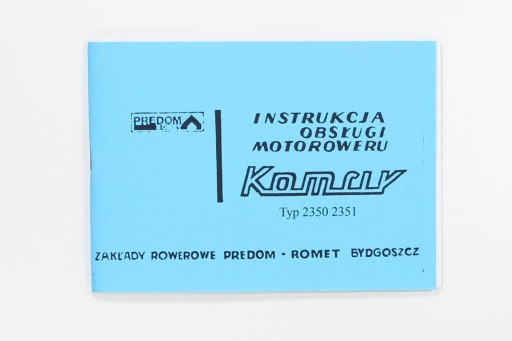 PREDOM
INSTRUKCJA
OBSŁUGI
MOTOROWERU
Komar
Typ 2350 2351
ZAKŁADY ROWEROWE PREDOM - ROMET BYDGOSZCZ